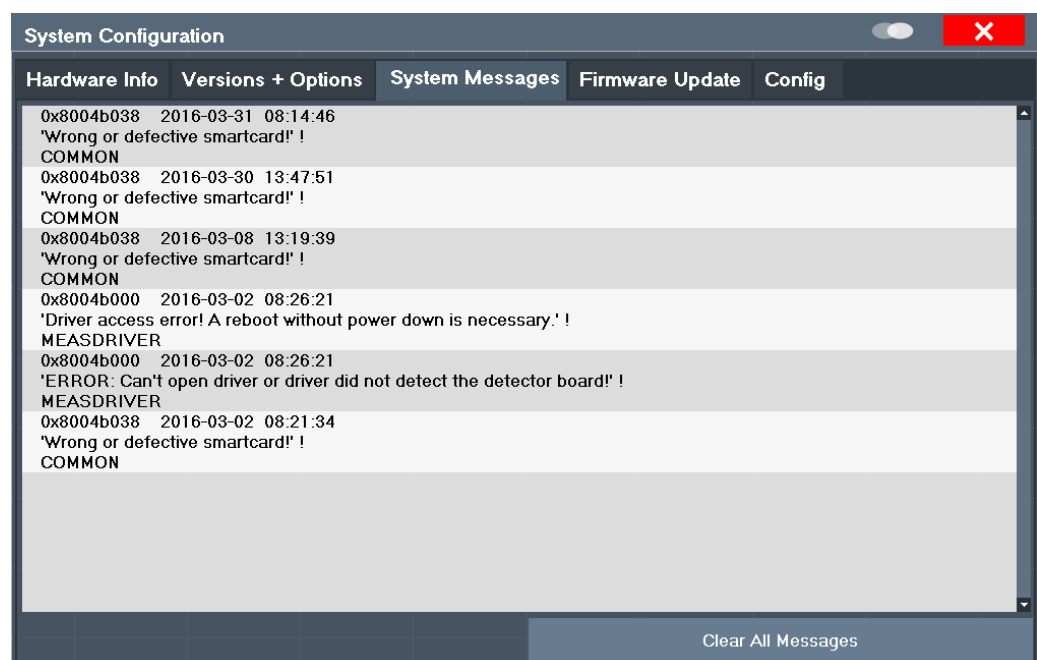 System Configuration
Hardware Info Versions + Options System Messages Firmware Update Config
0x8004b038 2016-03-31 08:14:46
'Wrong or defective smartcard!' !
COMMON
0x8004b038 2016-03-30 13:47:51
'Wrong or defective smartcard!' !
COMMON
0x8004b038 2016-03-08 13:19:39
'Wrong or defective smartcard!' !
COMMON
0x8004b000 2016-03-02 08:26:21
'Driver access error! A reboot without power down is necessary.' !
MEASDRIVER
0x8004b000 2016-03-02 08:26:21
'ERROR: Can't open driver or driver did not detect the detector board!' !
MEASDRIVER
0x8004b038 2016-03-02 08:21:34
'Wrong or defective smartcard!' !
COMMON
Clear All Messages